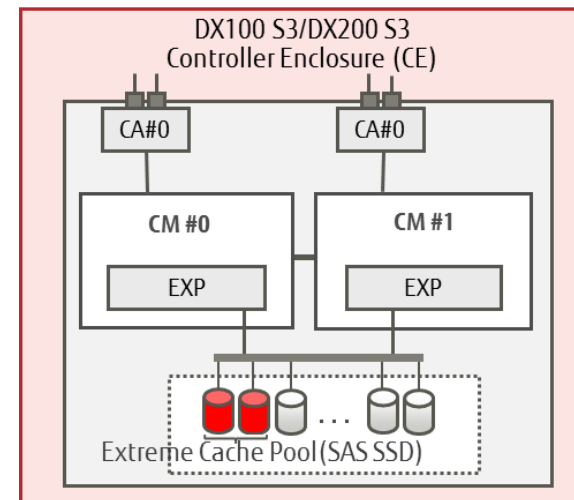 DX100 S3/DX200 S3
Controller Enclosure (CE)
CA#0
CA#0
CM #0
CM #1
EXP
EXP
...
Extreme Cache Pool(SAS SSD)